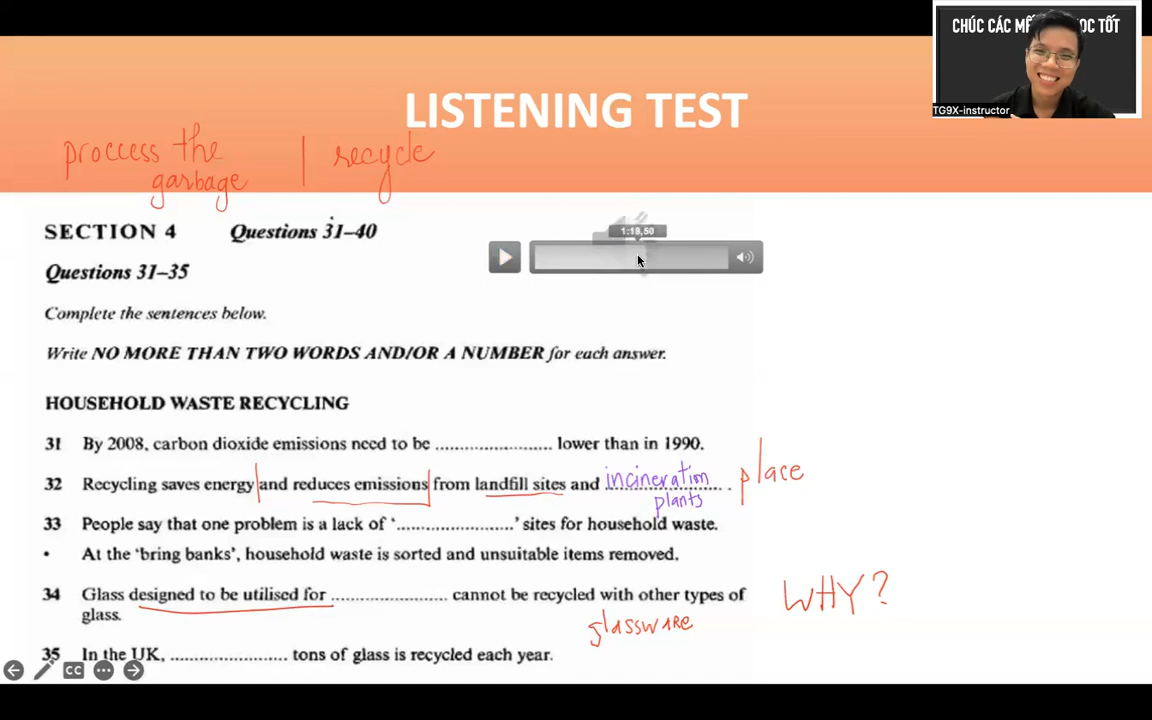 CHÚC CÁC MỌC TỐT
TG9X-instructor
LISTENING TEST
proccess the | recycle
garbage
SECTION 4 Questions 31–40
1:19,50
Questions 31–35
Complete the sentences below.
Write NO MORE THAN TWO WORDS AND/OR A NUMBER for each answer.
HOUSEHOLD WASTE RECYCLING
31 By 2008, carbon dioxide emissions need to be ........................ lower than in 1990.
32 Recycling saves energy and reduces emissions from landfill sites and incineration plants . place
33 People say that one problem is a lack of ‘........................’ sites for household waste.
• At the ‘bring banks’, household waste is sorted and unsuitable items removed.
34 Glass designed to be utilised for ........................ cannot be recycled with other types of
glass.
glassware
WHY?
35 In the UK, ........................ tons of glass is recycled each year.
CC